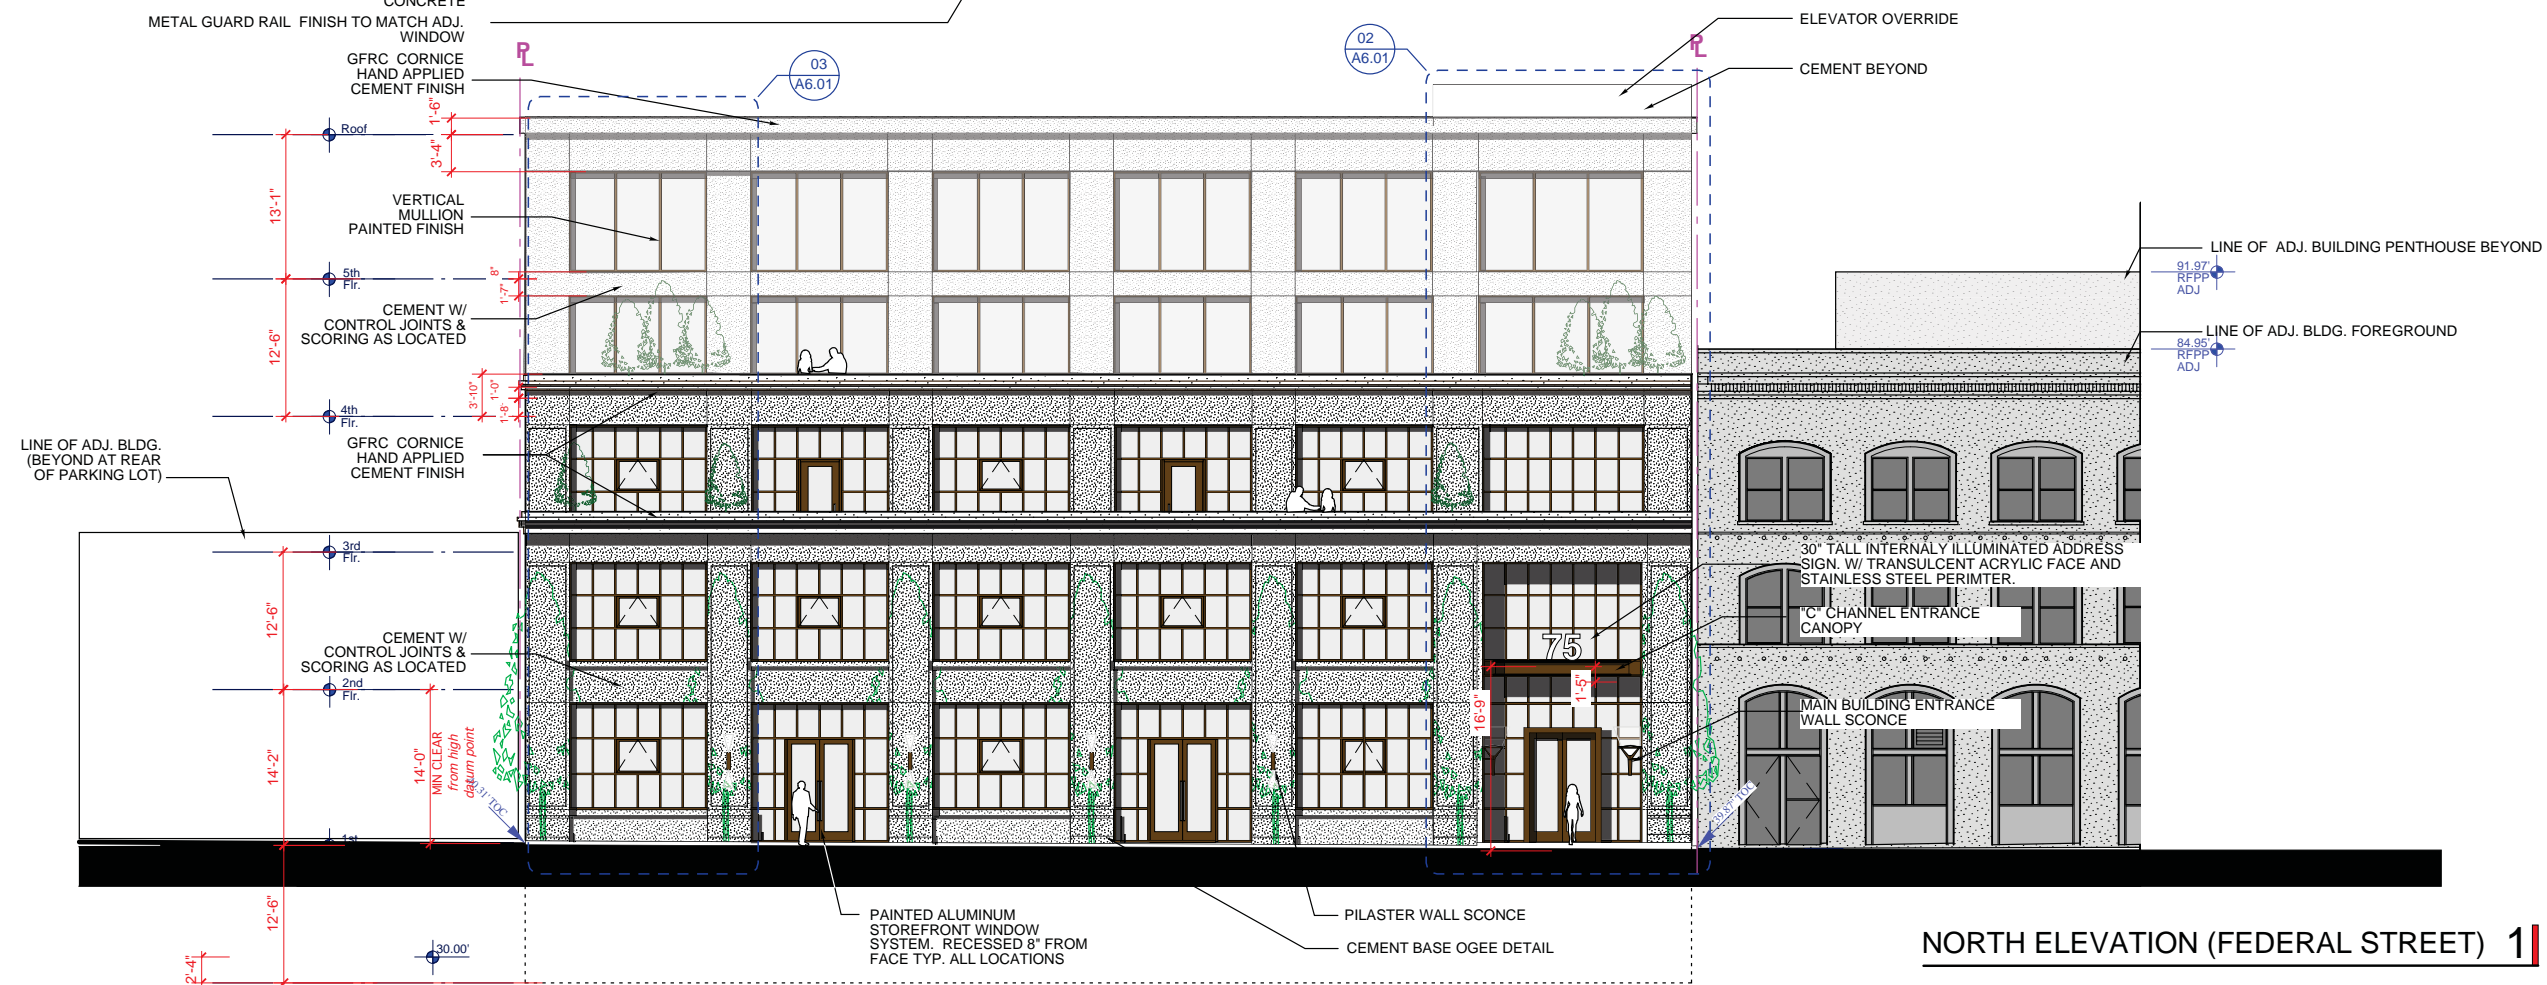 CONCRETE
METAL GUARD RAIL  FINISH TO MATCH ADJ.
WINDOW
GFRC  CORNICE
HAND APPLIED
CEMENT FINISH
PL
03
A6.01
02
A6.01
PL
ELEVATOR OVERRIDE
CEMENT BEYOND
1'-6"
Roof
3'-4"
13'-1"
VERTICAL
MULLION
PAINTED FINISH
5th
Flr.
8"
1'-7"
CEMENT W/
CONTROL JOINTS &
SCORING AS LOCATED
12'-6"
3'-10"
1'-0"
1'-8"
4th
Flr.
LINE OF  ADJ. BUILDING PENTHOUSE BEYOND
91.97'
RFPP
ADJ
LINE OF ADJ. BLDG. FOREGROUND
84.95'
RFPP
ADJ
LINE OF ADJ. BLDG.
(BEYOND AT REAR
OF PARKING LOT)
GFRC  CORNICE
HAND APPLIED
CEMENT FINISH
3rd
Flr.
12'-6"
CEMENT W/
CONTROL JOINTS &
SCORING AS LOCATED
2nd
Flr.
30" TALL INTERNALY ILLUMINATED ADDRESS
SIGN. W/ TRANSULCENT ACRYLIC FACE AND
STAINLESS STEEL PERIMTER.
"C" CHANNEL ENTRANCE
CANOPY
75
1'-5"
16'-9"
MAIN BUILDING ENTRANCE
WALL SCONCE
14'-2"
14'-0"
MIN CLEAR
from high
datum point
TOC
39.87' TOC
1st
12'-6"
30.00'
2'-4"
PAINTED ALUMINUM
STOREFRONT WINDOW
SYSTEM.  RECESSED 8" FROM
FACE TYP. ALL LOCATIONS
PILASTER WALL SCONCE
CEMENT BASE OGEE DETAIL
NORTH ELEVATION (FEDERAL STREET)  1